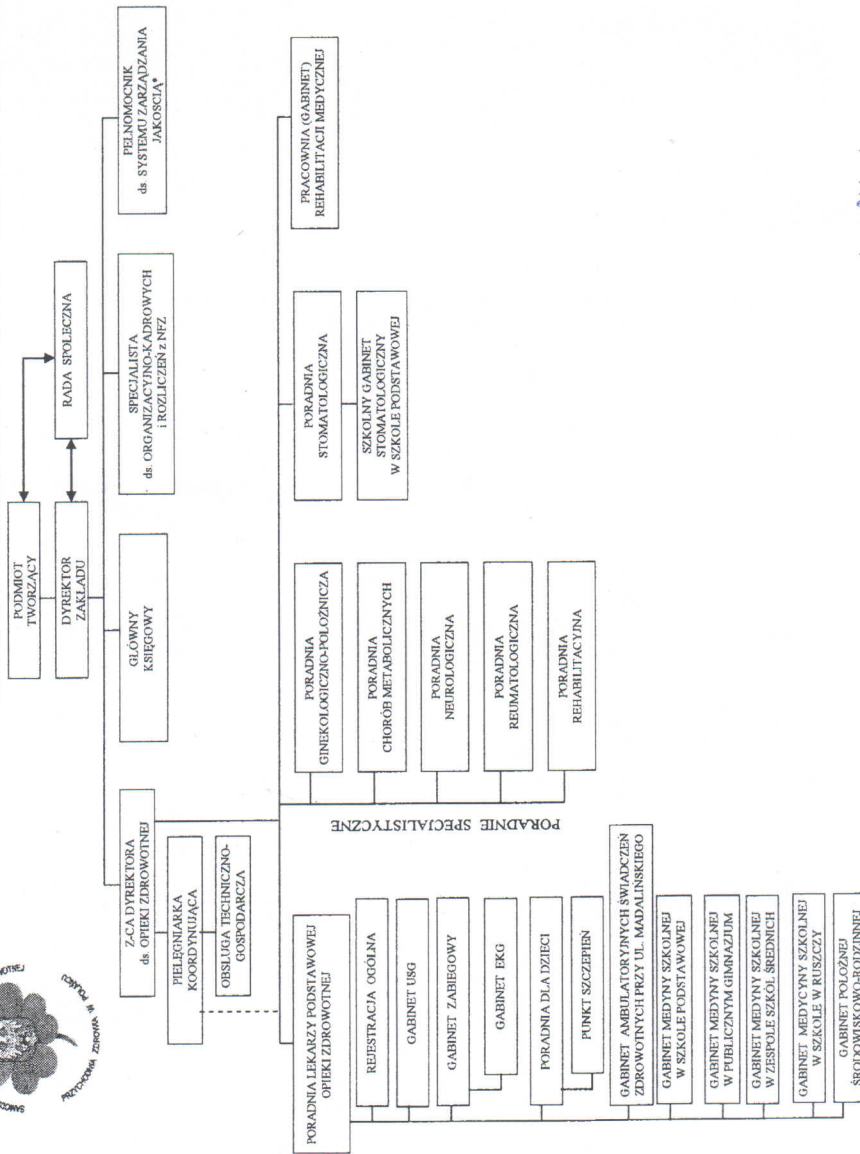 PODMIOT
TWORZĄCY
DYREKTOR
ZAKŁADU
RADA SPOŁECZNA
Z-CA DYREKTORA
ds. OPIEKI ZDROWOTNEJ
GŁÓWNY
KSIĘGOWY
SPECJALISTA
ds. ORGANIZACYJNO-KADROWYCH
i ROZLICZEŃ z NFZ
PEŁNOMOCNIK
ds. SYSTEMU ZARZĄDZANIA
JAKOŚCIĄ*
PIELĘGNIARKA
KOORDYNUJĄCA
OBSŁUGA TECHNICZNO-
GOSPODARCZA
PORADNIA LEKARZY PODSTAWOWEJ
OPIEKI ZDROWOTNEJ
REJESTRACJA OGÓLNA
GABINET USG
GABINET ZABIEGOWY
GABINET EKG
PORADNIA DLA DZIECI
PUNKT SZCZEPIEŃ
GABINET AMBULATORYJNYCH ŚWIADCZEŃ
ZDROWOTNYCH PRZY UL. MADALIŃSKIEGO
GABINET MEDYNY SZKOLNEJ
W SZKOLE PODSTAWOWEJ
GABINET MEDYNY SZKOLNEJ
W PUBLICZNYM GIMNAZJUM
GABINET MEDYNY SZKOLNEJ
W ZESPOLE SZKÓŁ ŚREDNICH
GABINET MEDYCYNY SZKOLNEJ
W SZKOLE W RUSZCZY
GABINET POŁOŻNEJ
ŚRODOWISKOWO-RODZINNEJ
PORADNIE SPECJALISTYCZNE
PORADNIA
GINEKOLOGICZNO-POŁOŻNICZA
PORADNIA
CHORÓB METABOLICZNYCH
PORADNIA
NEUROLOGICZNA
PORADNIA
REUMATOLOGICZNA
PORADNIA
REHABILITACYJNA
PORADNIA
STOMATOLOGICZNA
SZKOLNY GABINET
STOMATOLOGICZNY
W SZKOLE PODSTAWOWEJ
PRACOWNIA (GABINET)
REHABILITACJI MEDYCZNEJ
PRZYCHODNIA ZDROWIA W POŁAŃCU